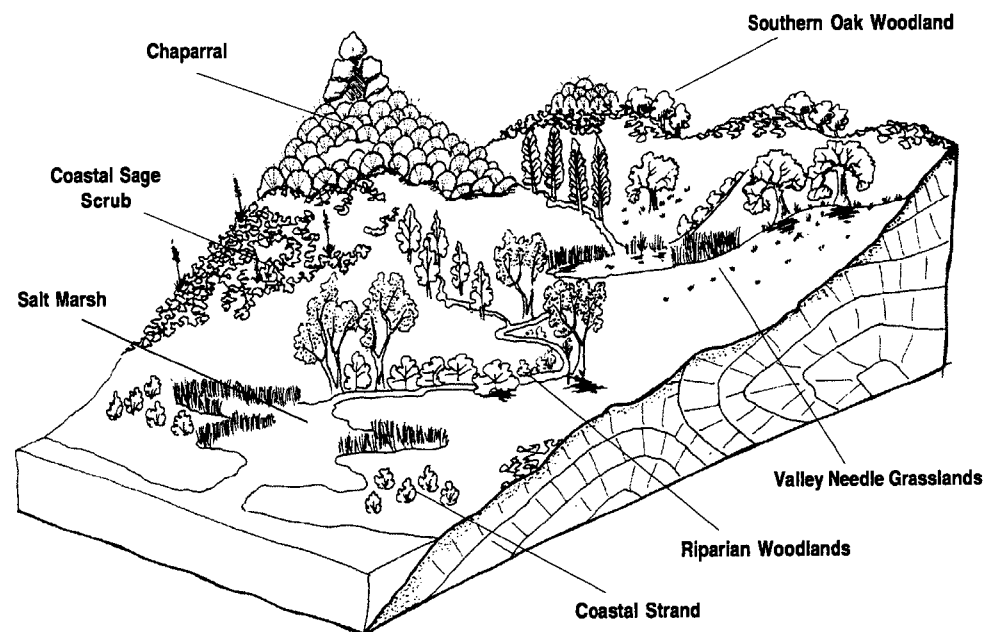 Southern Oak Woodland
Chaparral
Coastal Sage
Scrub
Salt Marsh
Valley Needle Grasslands
Riparian Woodlands
Coastal Strand